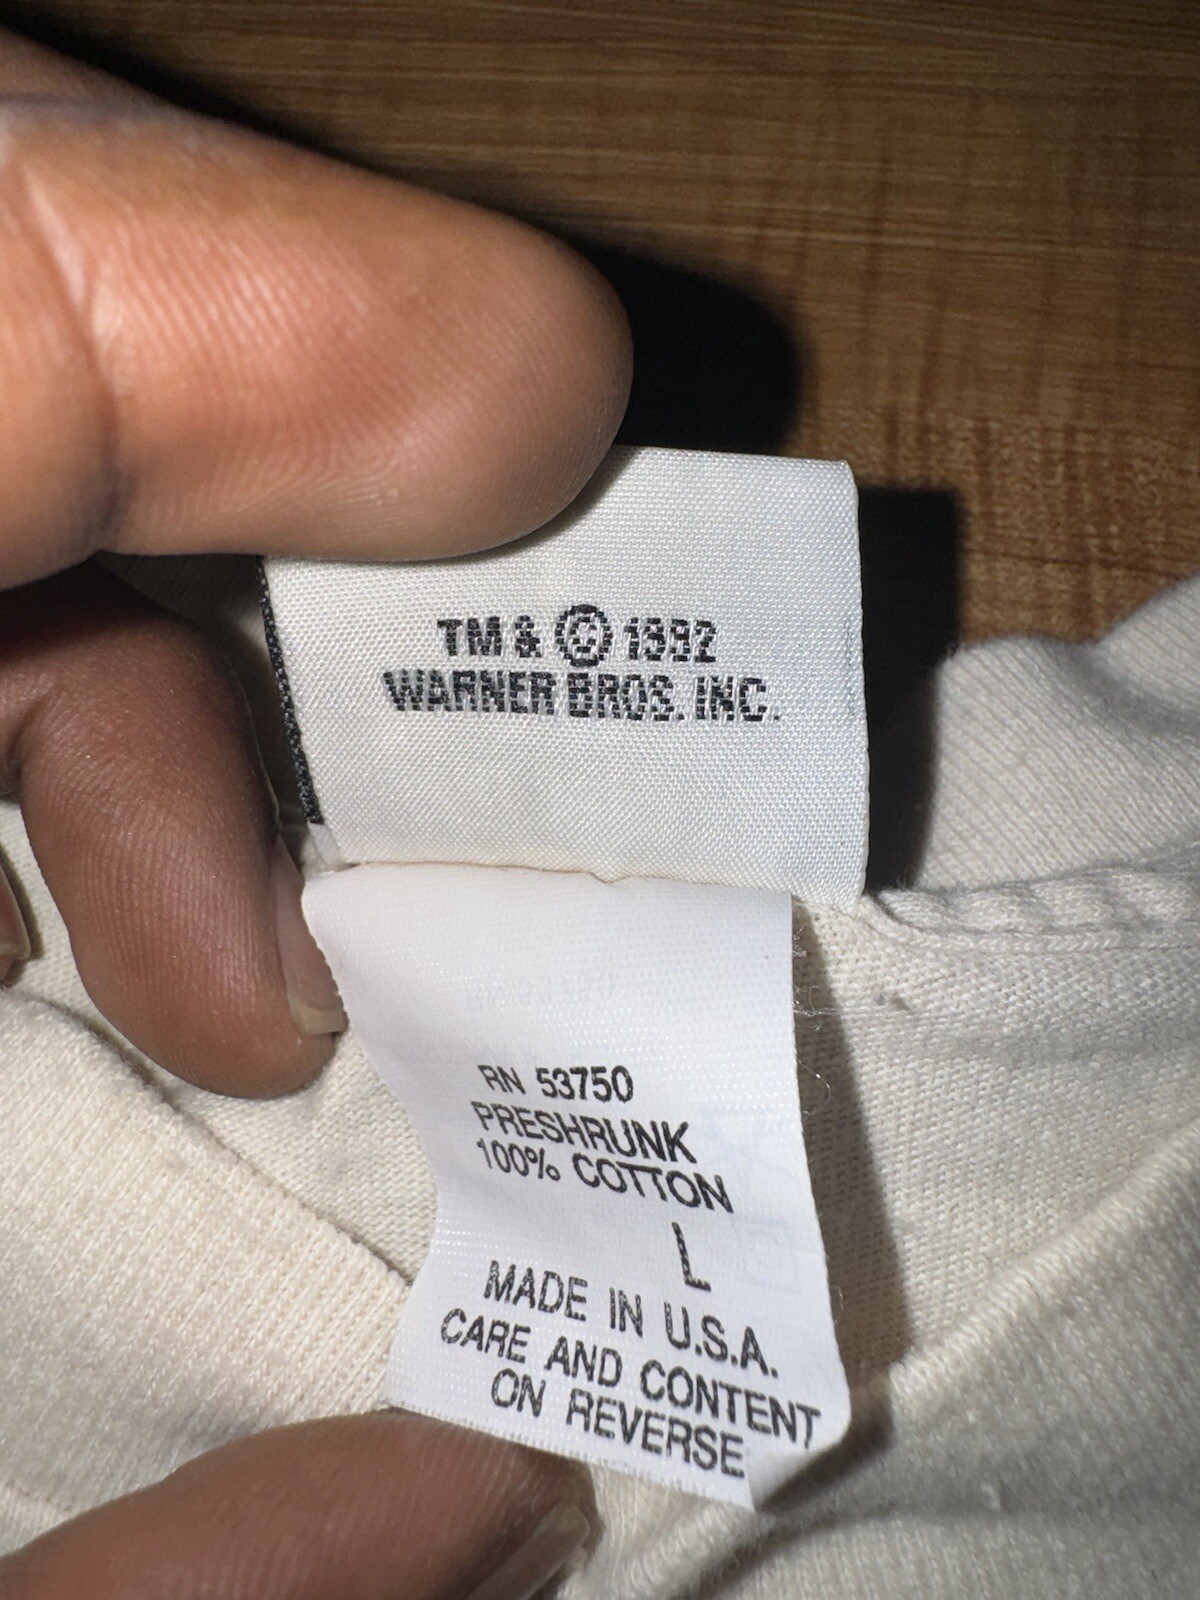 TM & © 1992
WARNER BROS. INC.
RN 53750
PRESHRUNK
100% COTTON
L
MADE IN U.S.A.
CARE AND CONTENT
ON REVERSE